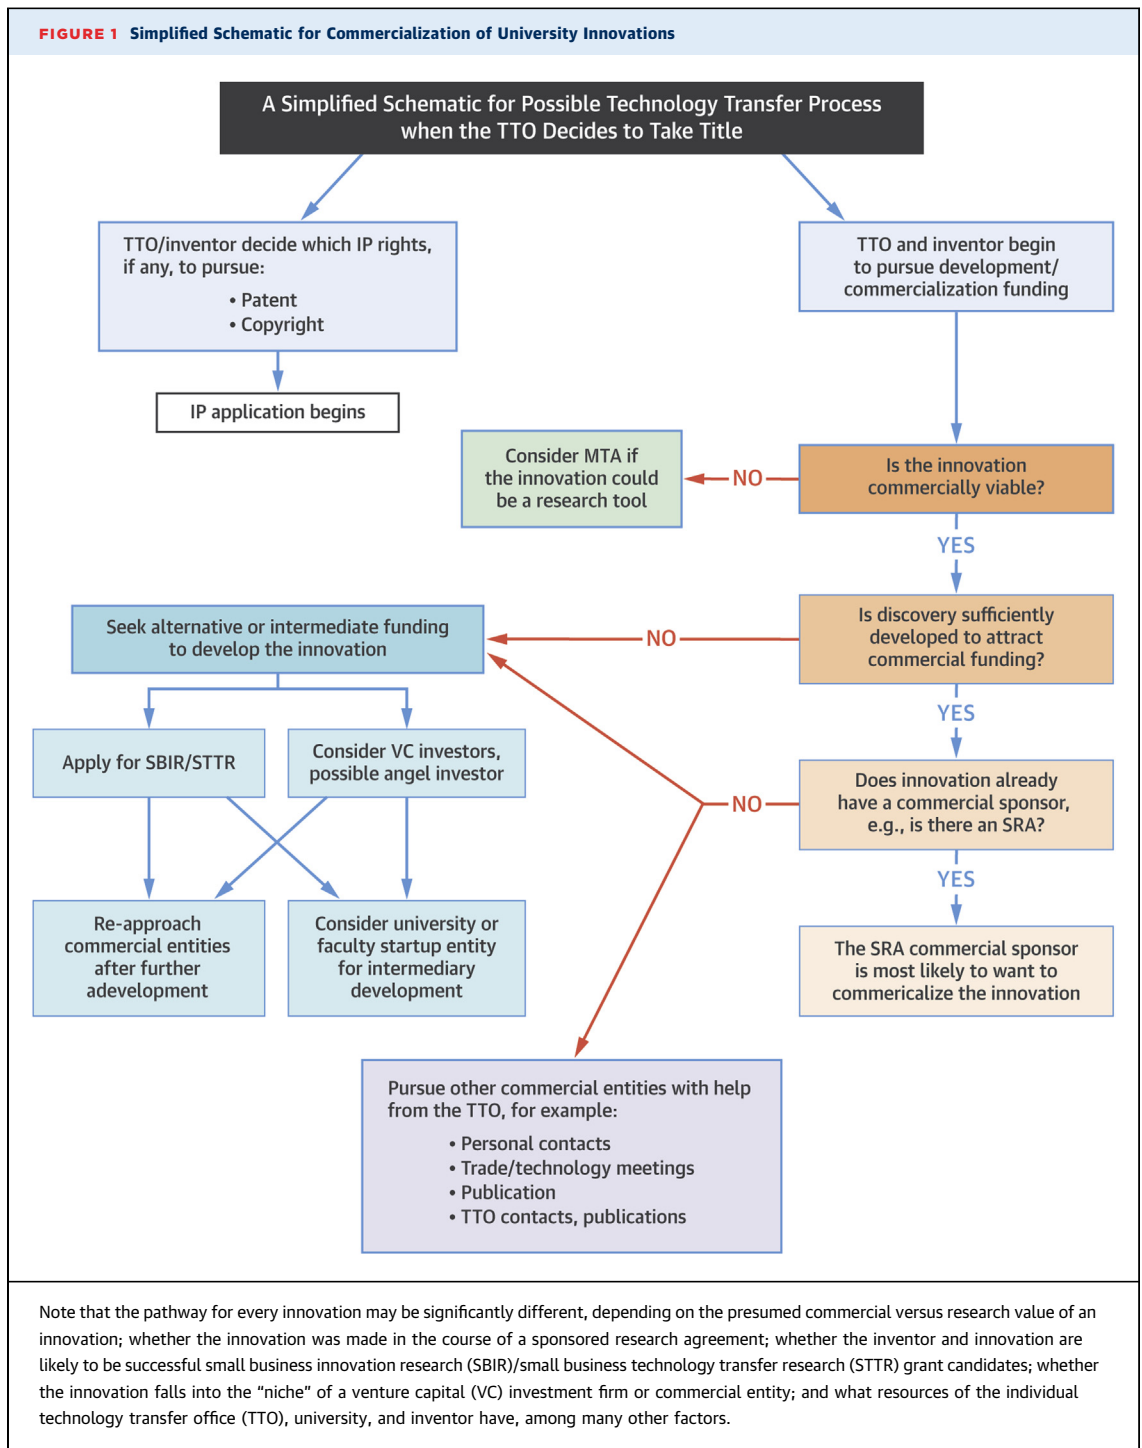 FIGURE 1 Simplified Schematic for Commercialization of University Innovations
A Simplified Schematic for Possible Technology Transfer Process
when the TTO Decides to Take Title
TTO/inventor decide which IP rights,
if any, to pursue:
• Patent
• Copyright
TTO and inventor begin
to pursue development/
commercialization funding
IP application begins
Consider MTA if
the innovation could
be a research tool
NO
Is the innovation
commercially viable?
YES
Seek alternative or intermediate funding
to develop the innovation
NO
Is discovery sufficiently
developed to attract
commercial funding?
YES
Apply for SBIR/STTR
Consider VC investors,
possible angel investor
NO
Does innovation already
have a commercial sponsor,
e.g., is there an SRA?
YES
Re-approach
commercial entities
after further
adevelopment
Consider university or
faculty startup entity
for intermediary
development
The SRA commercial sponsor
is most likely to want to
commericalize the innovation
Pursue other commercial entities with help
from the TTO, for example:
• Personal contacts
• Trade/technology meetings
• Publication
• TTO contacts, publications
Note that the pathway for every innovation may be significantly different, depending on the presumed commercial versus research value of an
innovation; whether the innovation was made in the course of a sponsored research agreement; whether the inventor and innovation are
likely to be successful small business innovation research (SBIR)/small business technology transfer research (STTR) grant candidates; whether
the innovation falls into the “niche” of a venture capital (VC) investment firm or commercial entity; and what resources of the individual
technology transfer office (TTO), university, and inventor have, among many other factors.